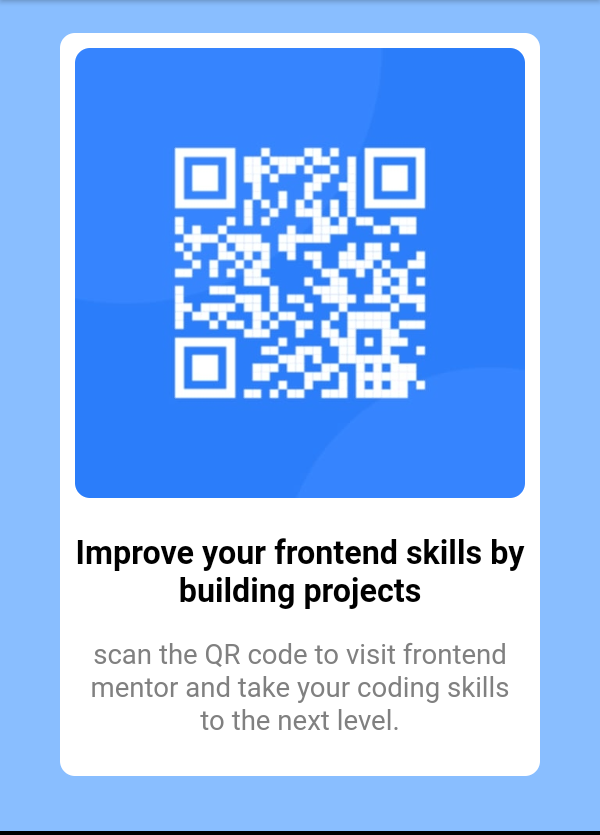 Improve your frontend skills by
building projects
scan the QR code to visit frontend
mentor and take your coding skills
to the next level.